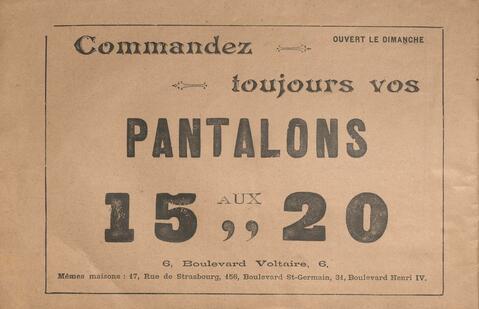 OUVERT LE DIMANCHE
Commandez
toujours vos
PANTALONS
AUX
15 ,, 20
6, Boulevard Voltaire, 6.
Mêmes maisons : 17, Rue de Strasbourg, 156, Boulevard St-Germain, 31, Boulevard Henri IV.